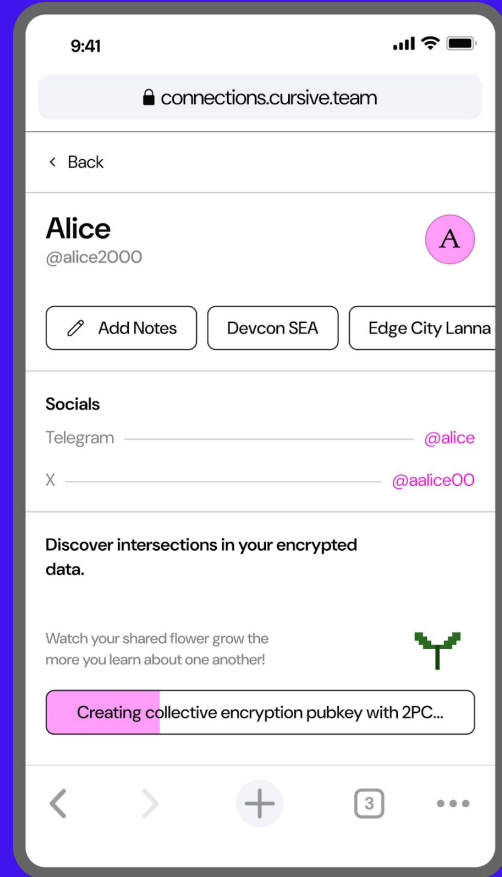 9:41
connections.cursive.team
Back
Alice
A
@alice2000
Add Notes
Devcon SEA
Edge City Lanna
Socials
Telegram
@alice
X
@aalice00
Discover intersections in your encrypted
data.
Watch your shared flower grow the
more you learn about one another!
Creating collective encryption pubkey with 2PC...
3